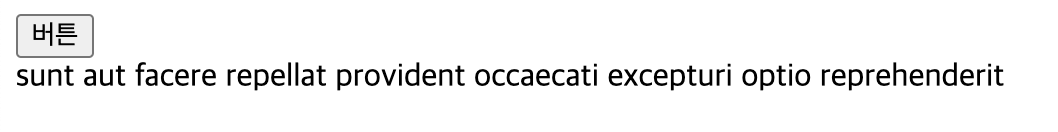 버튼
sunt aut facere repellat provident occaecati excepturi optio reprehenderit